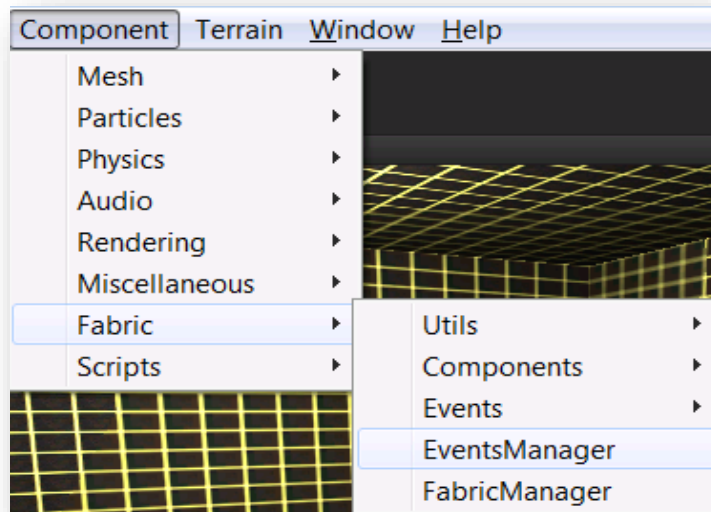 Component Terrain Window Help
Mesh
Particles
Physics
Audio
Rendering
Miscellaneous
Fabric
Scripts
Utils
Components
Events
EventsManager
FabricManager